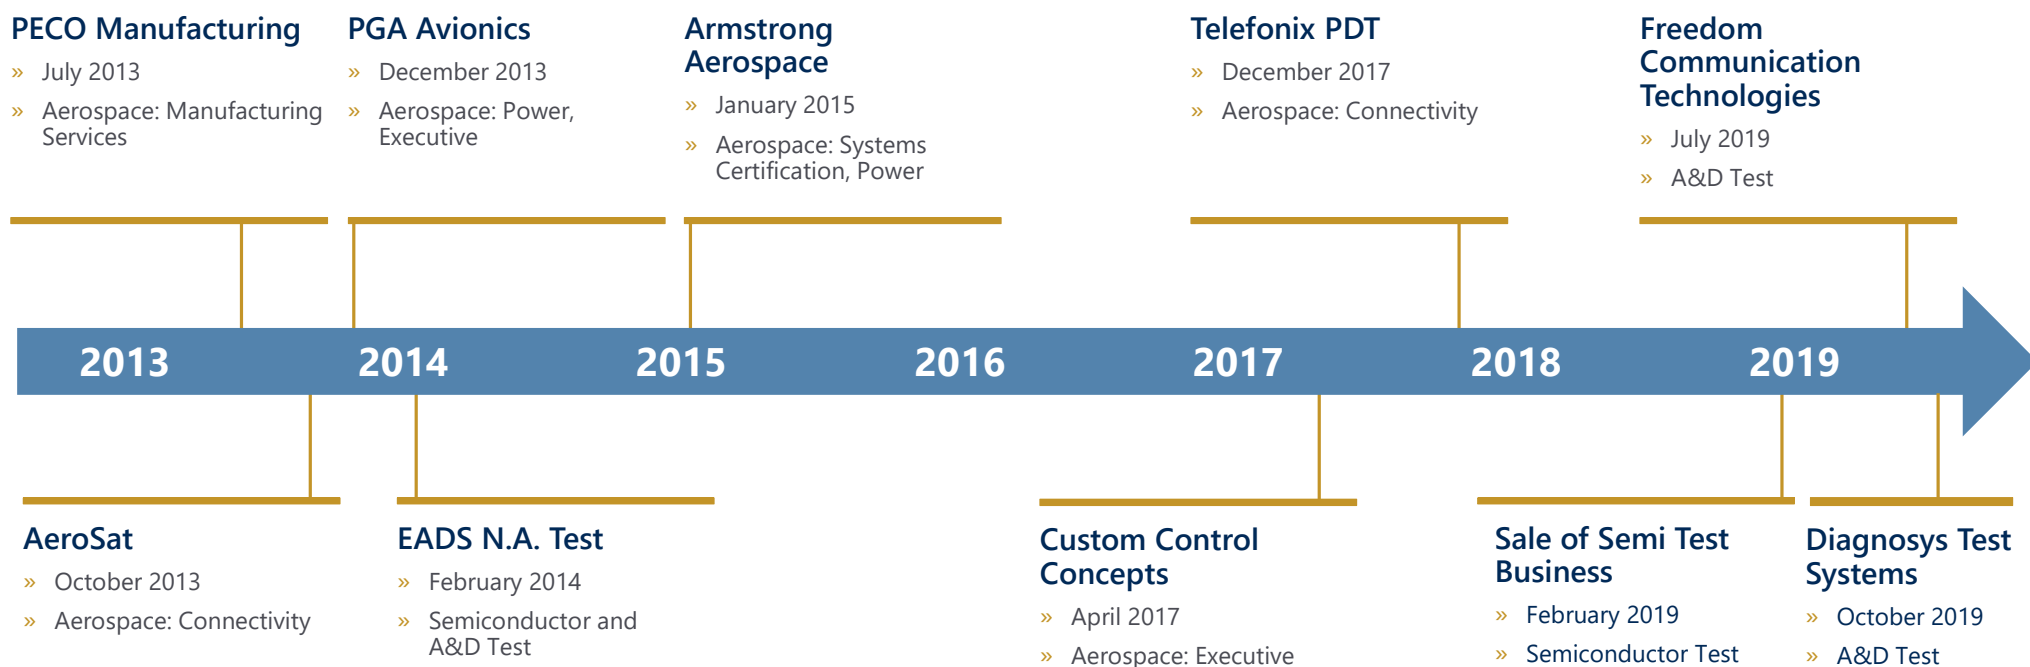 PECO Manufacturing
» July 2013
» Aerospace: Manufacturing
Services
PGA Avionics
» December 2013
» Aerospace: Power,
Executive
Armstrong
Aerospace
» January 2015
» Aerospace: Systems
Certification, Power
Telefonix PDT
» December 2017
» Aerospace: Connectivity
Freedom
Communication
Technologies
» July 2019
» A&D Test
2013 2014 2015 2016 2017 2018 2019
AeroSat
» October 2013
» Aerospace: Connectivity
EADS N.A. Test
» February 2014
» Semiconductor and
A&D Test
Custom Control
Concepts
» April 2017
» Aerospace: Executive
Sale of Semi Test
Business
» February 2019
» Semiconductor Test
Diagnosys Test
Systems
» October 2019
» A&D Test